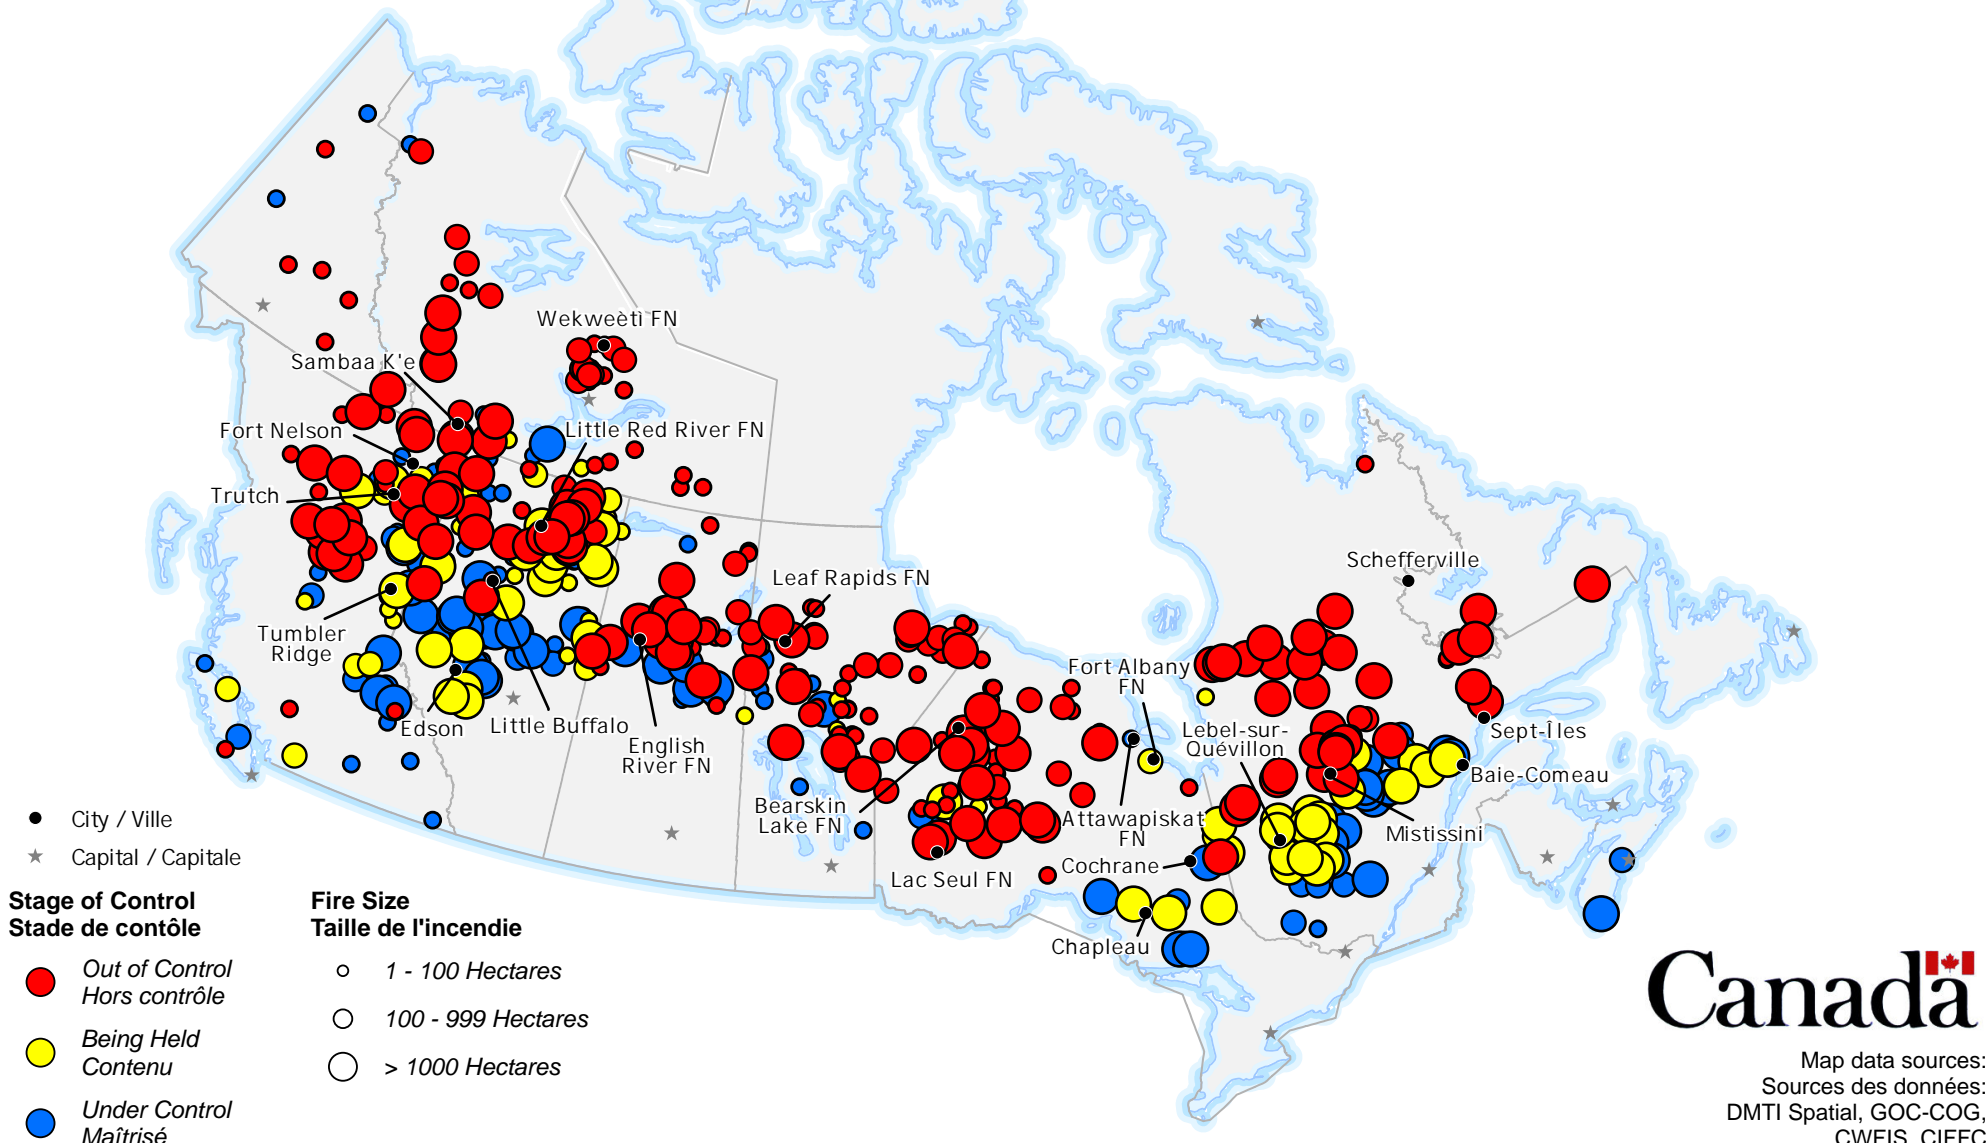 Wekweetì FN
Sambaa K'e
Fort Nelson
Little Red River FN
Trutch
Schefferville
Leaf Rapids FN
Tumbler
Ridge
Fort Albany
FN
Edson
Little Buffalo
English
River FN
Lebel-sur-
Quévillon
Sept-Îles
Baie-Comeau
Bearskin
Lake FN
Attawapiskat
FN
Mistissini
Cochrane
Lac Seul FN
Chapleau
City / Ville
Capital / Capitale
Stage of Control
Stade de contôle
Out of Control
Hors contrôle
Being Held
Contenu
Under Control
Maîtrisé
Fire Size
Taille de l'incendie
1 - 100 Hectares
100 - 999 Hectares
> 1000 Hectares
Canada
Map data sources:
Sources des données:
DMTI Spatial, GOC-COG,
CWFIS, CIFFC